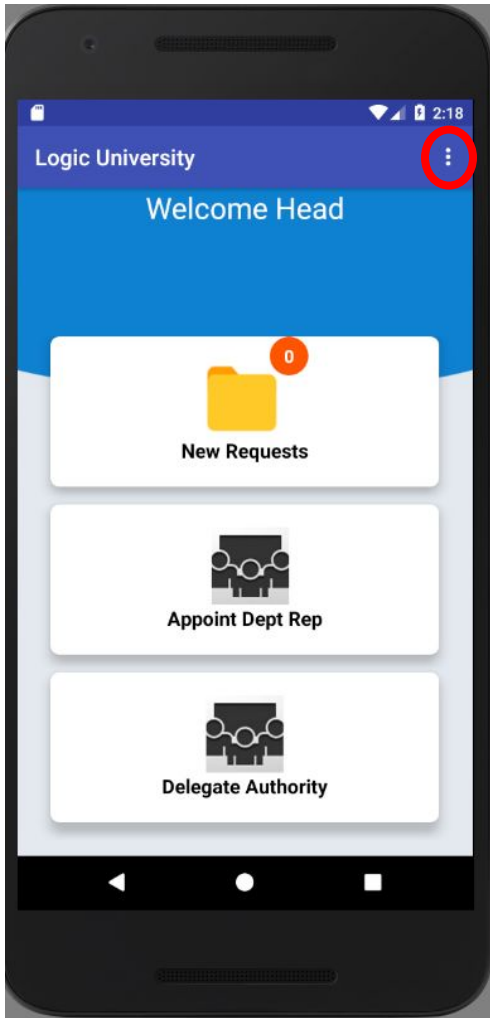 2:18
Logic University
Welcome Head
0
New Requests
Appoint Dept Rep
Delegate Authority